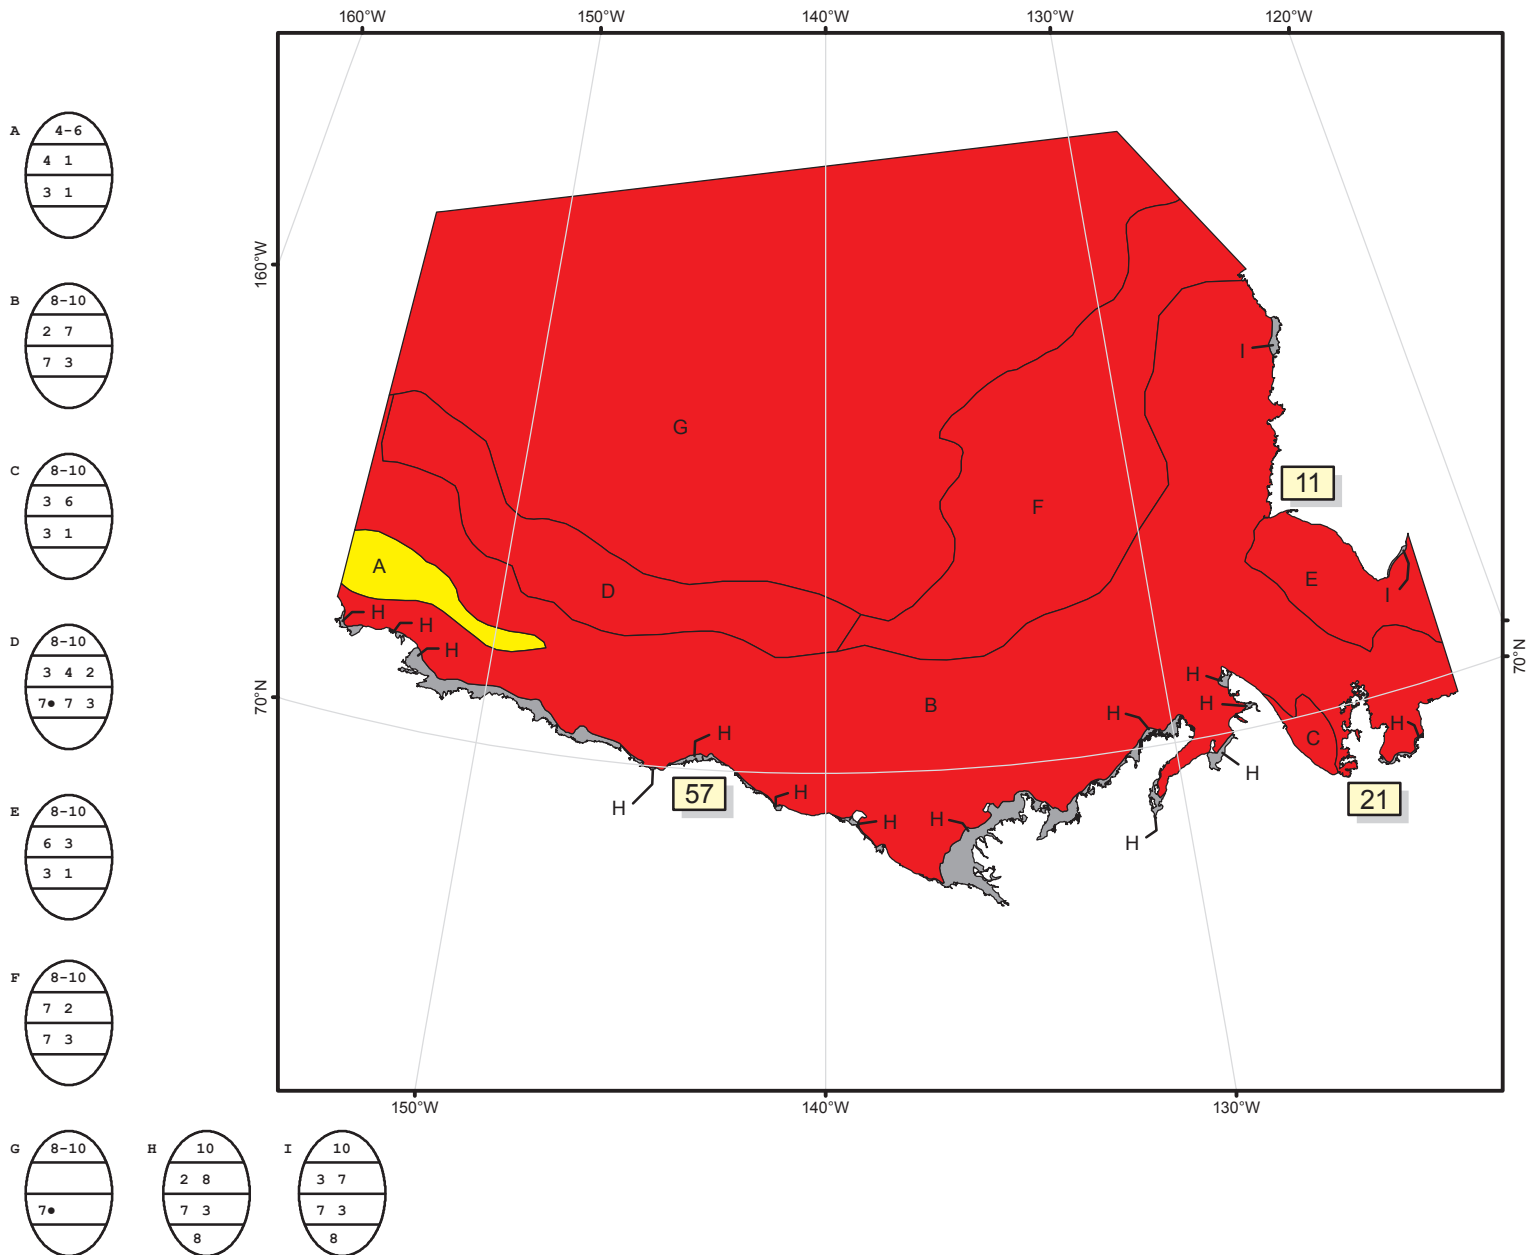 160°W 150°W 140°W 130°W 120°W
A 4-6
4 1
3 1
B 8-10
2 7
7 3
C 8-10
3 6
3 1
D 8-10
3 4 2
7● 7 3
E 8-10
6 3
3 1
F 8-10
7 2
7 3
G 8-10
7●
H 10
2 8
7 3
8
I 10
3 7
7 3
8
160°W
70°N
70°N
I
G
11
F
A
E
D
I
H
H
H
H
B
H
H
H
C
H
H
H
57
H
21
H
H
H
H
H
150°W 140°W 130°W